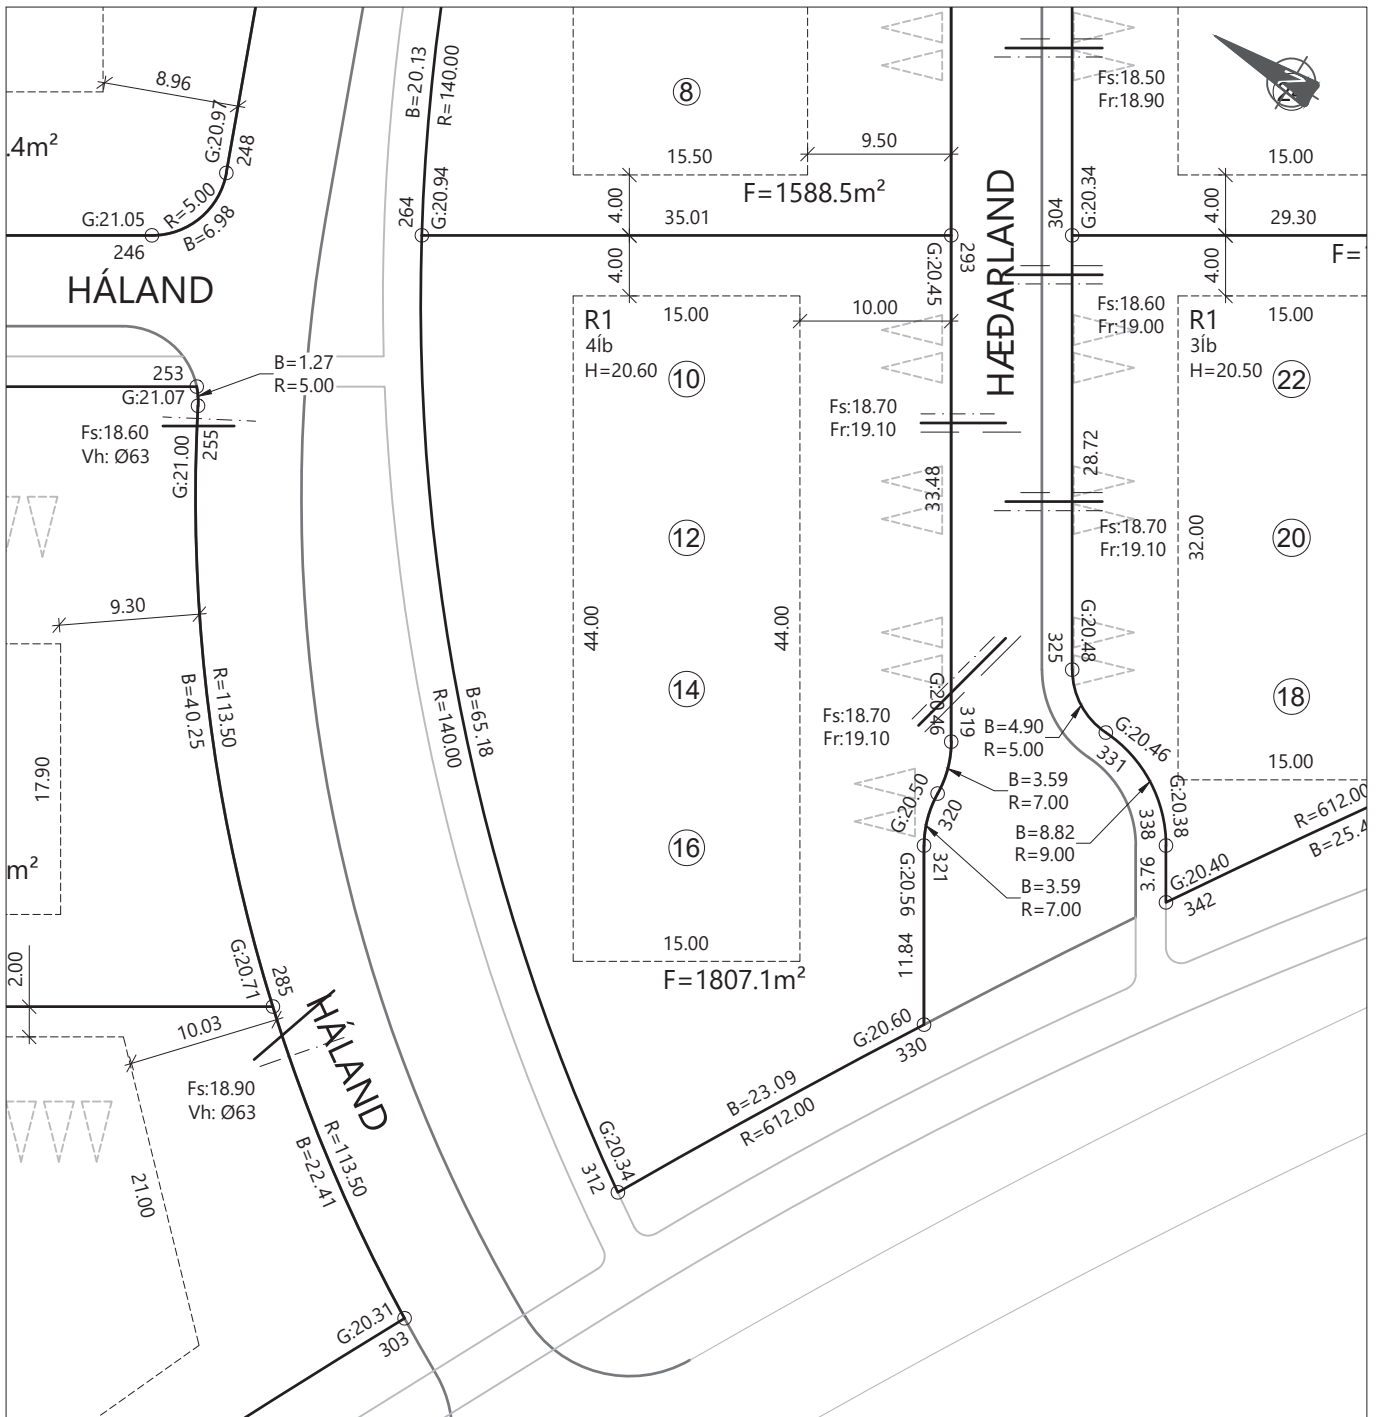 8.96
G:20.97
248
.4m²
G:21.05
R=5.00
B=6.98
246
HÁLAND
B=20.13
R=140.00
8
15.50
9.50
F=1588.5m²
264
G:20.94
4.00
35.01
4.00
G:20.45
293
HÆÐARLAND
Fs:18.50
Fr:18.90
15.00
304
G:20.34
4.00
29.30
4.00
F=
R1
4Íb
H=20.60
15.00
10.00
10
Fs:18.60
Fr:19.00
R1
3Íb
H=20.50
15.00
22
253
G:21.07
B=1.27
R=5.00
Fs:18.60
Vh: Ø63
G:21.00
255
Fs:18.70
Fr:19.10
33.48
28.72
Fs:18.70
Fr:19.10
32.00
12
20
9.30
44.00
44.00
14
18
15.00
R=113.50
B=40.25
B=65.18
R=140.00
17.90
m²
G:20.46
319
Fs:18.70
Fr:19.10
325
G:20.48
B=4.90
R=5.00
G:20.46
331
G:20.50
320
B=3.59
R=7.00
B=8.82
R=9.00
B=3.59
R=7.00
G:20.38
338
3.76
G:20.40
342
R=612.00
B=25.4
16
15.00
F=1807.1m²
321
G:20.56
11.84
G:20.60
330
2.00
G:20.71
285
10.03
HÁLAND
Fs:18.90
Vh: Ø63
21.00
R=113.50
B=22.41
G:20.34
312
B=23.09
R=612.00
G:20.31
303